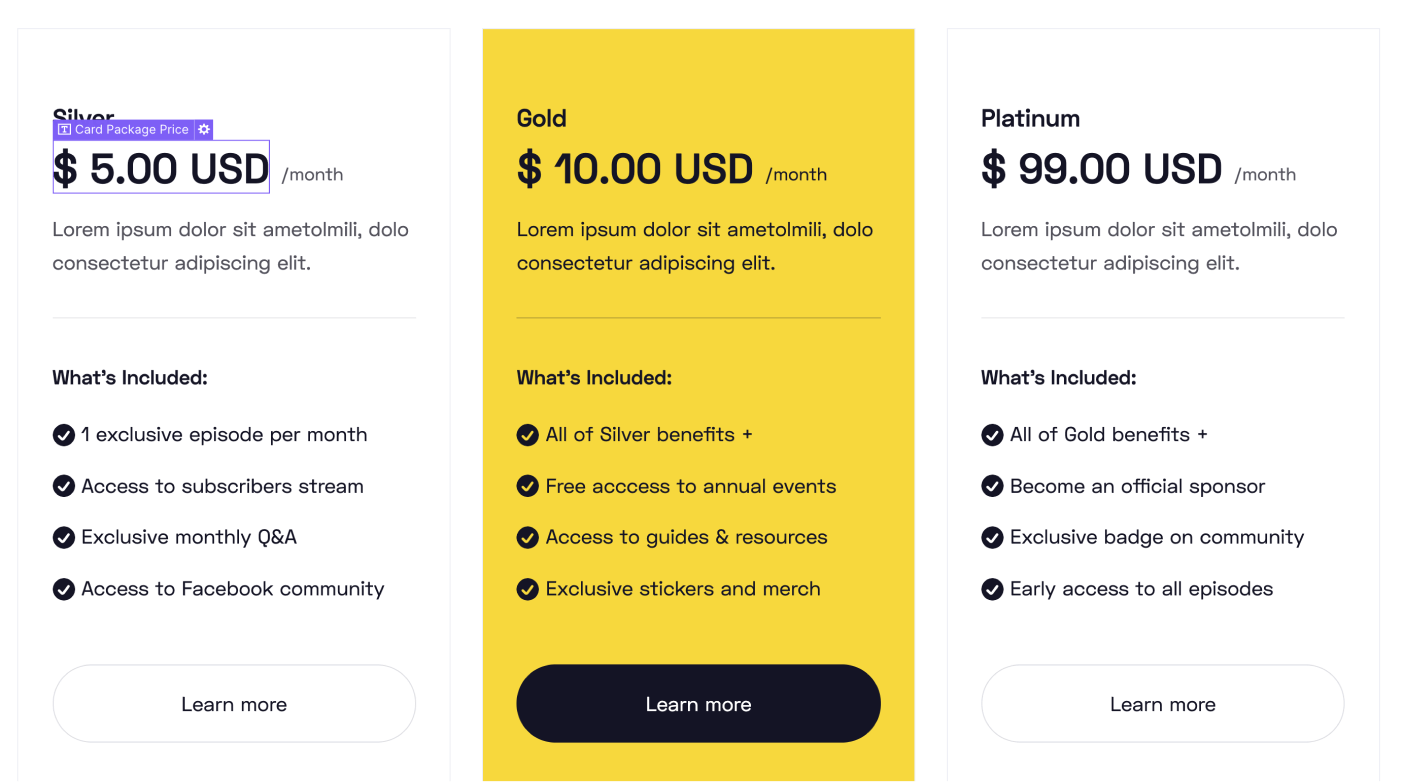 Silver
Card Package Price
$ 5.00 USD /month
Lorem ipsum dolor sit ametolmili, dolo
consectetur adipiscing elit.
What's Included:
1 exclusive episode per month
Access to subscribers stream
Exclusive monthly Q&A
Access to Facebook community
Learn more
Gold
$ 10.00 USD /month
Lorem ipsum dolor sit ametolmili, dolo
consectetur adipiscing elit.
What's Included:
All of Silver benefits +
Free acccess to annual events
Access to guides & resources
Exclusive stickers and merch
Learn more
Platinum
$ 99.00 USD /month
Lorem ipsum dolor sit ametolmili, dolo
consectetur adipiscing elit.
What's Included:
All of Gold benefits +
Become an official sponsor
Exclusive badge on community
Early access to all episodes
Learn more